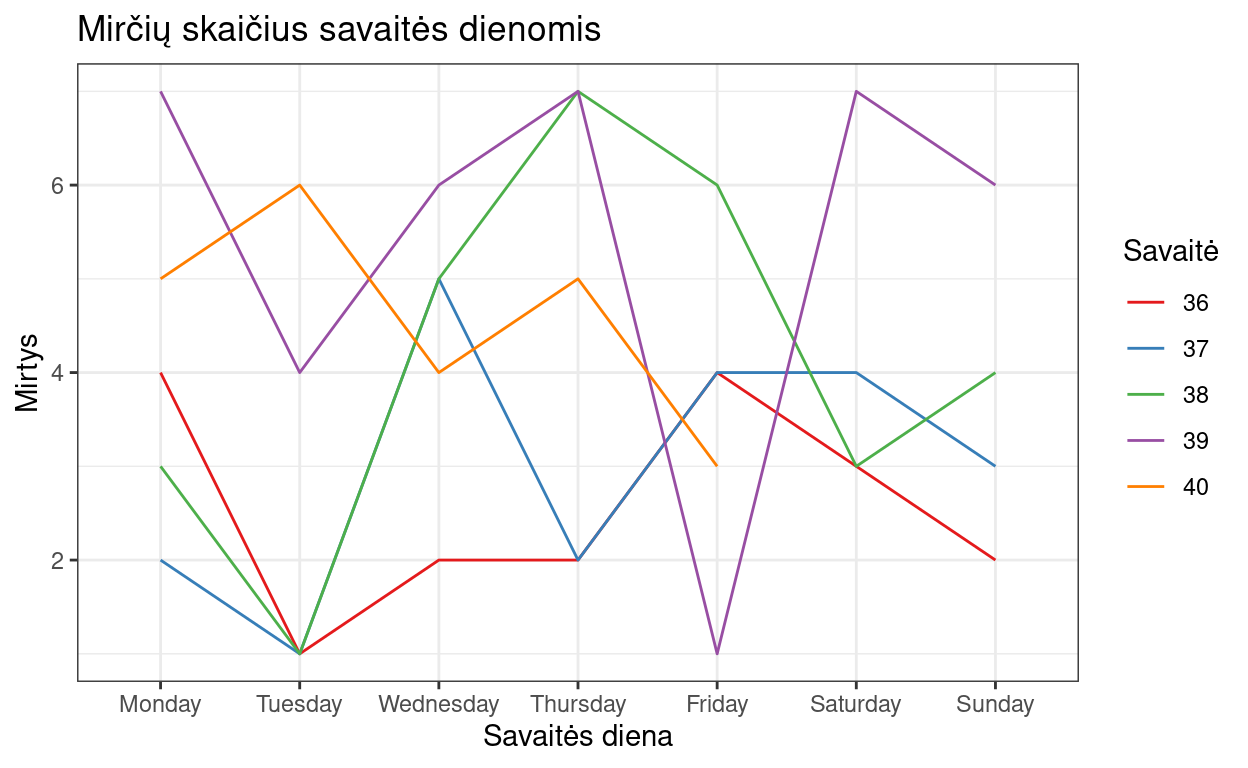 Mirčių skaičius savaitės dienomis
Mirtys
6
4
2
Monday Tuesday Wednesday Thursday Friday Saturday Sunday
Savaitės diena
Savaitė
36
37
38
39
40